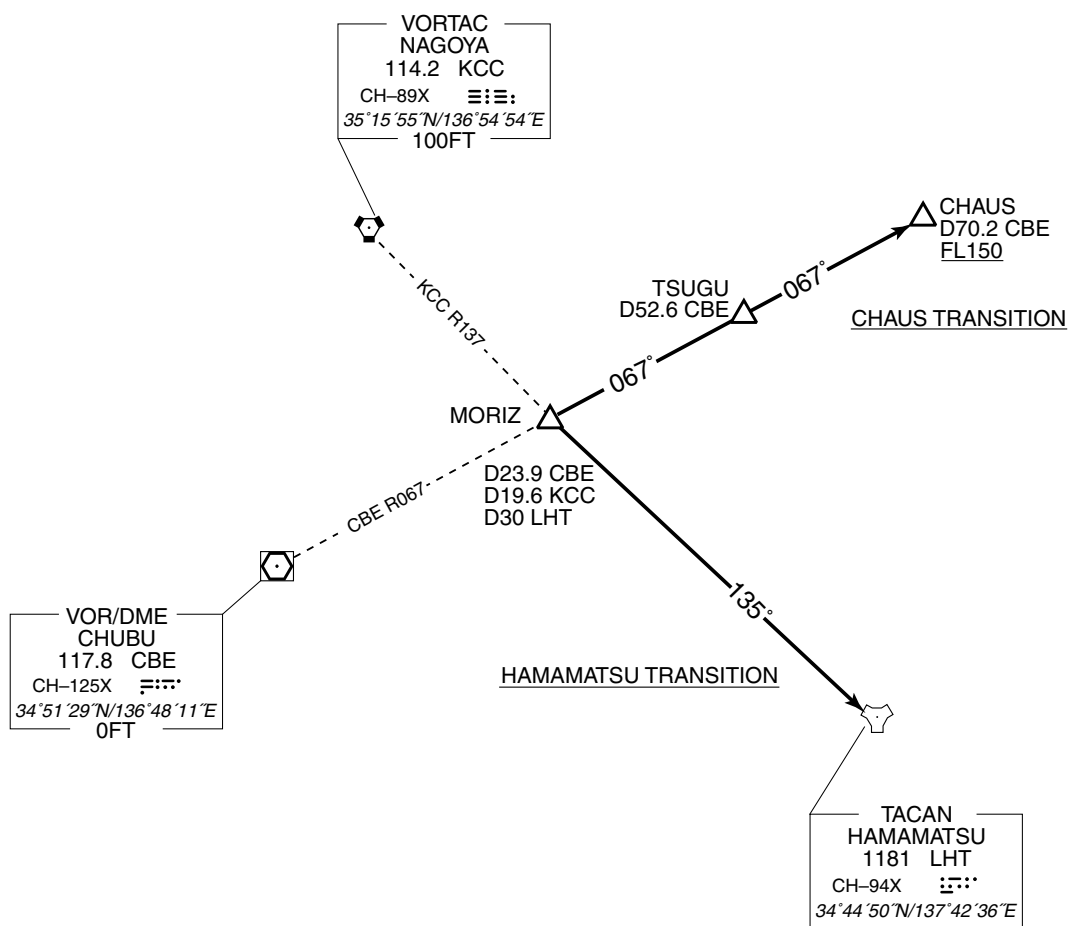 VORTAC
NAGOYA
114.2 KCC
CH–89X
35°15´55˝N/136°54´54˝E
100FT
CHAUS
D70.2 CBE
FL150
067°
TSUGU
D52.6 CBE
CHAUS TRANSITION
KCC R137
067°
MORIZ
D23.9 CBE
D19.6 KCC
D30 LHT
CBE R067
135°
VOR/DME
CHUBU
117.8 CBE
CH–125X
34°51´29˝N/136°48´11˝E
0FT
HAMAMATSU TRANSITION
TACAN
HAMAMATSU
1181 LHT
CH–94X
34°44´50˝N/137°42´36˝E